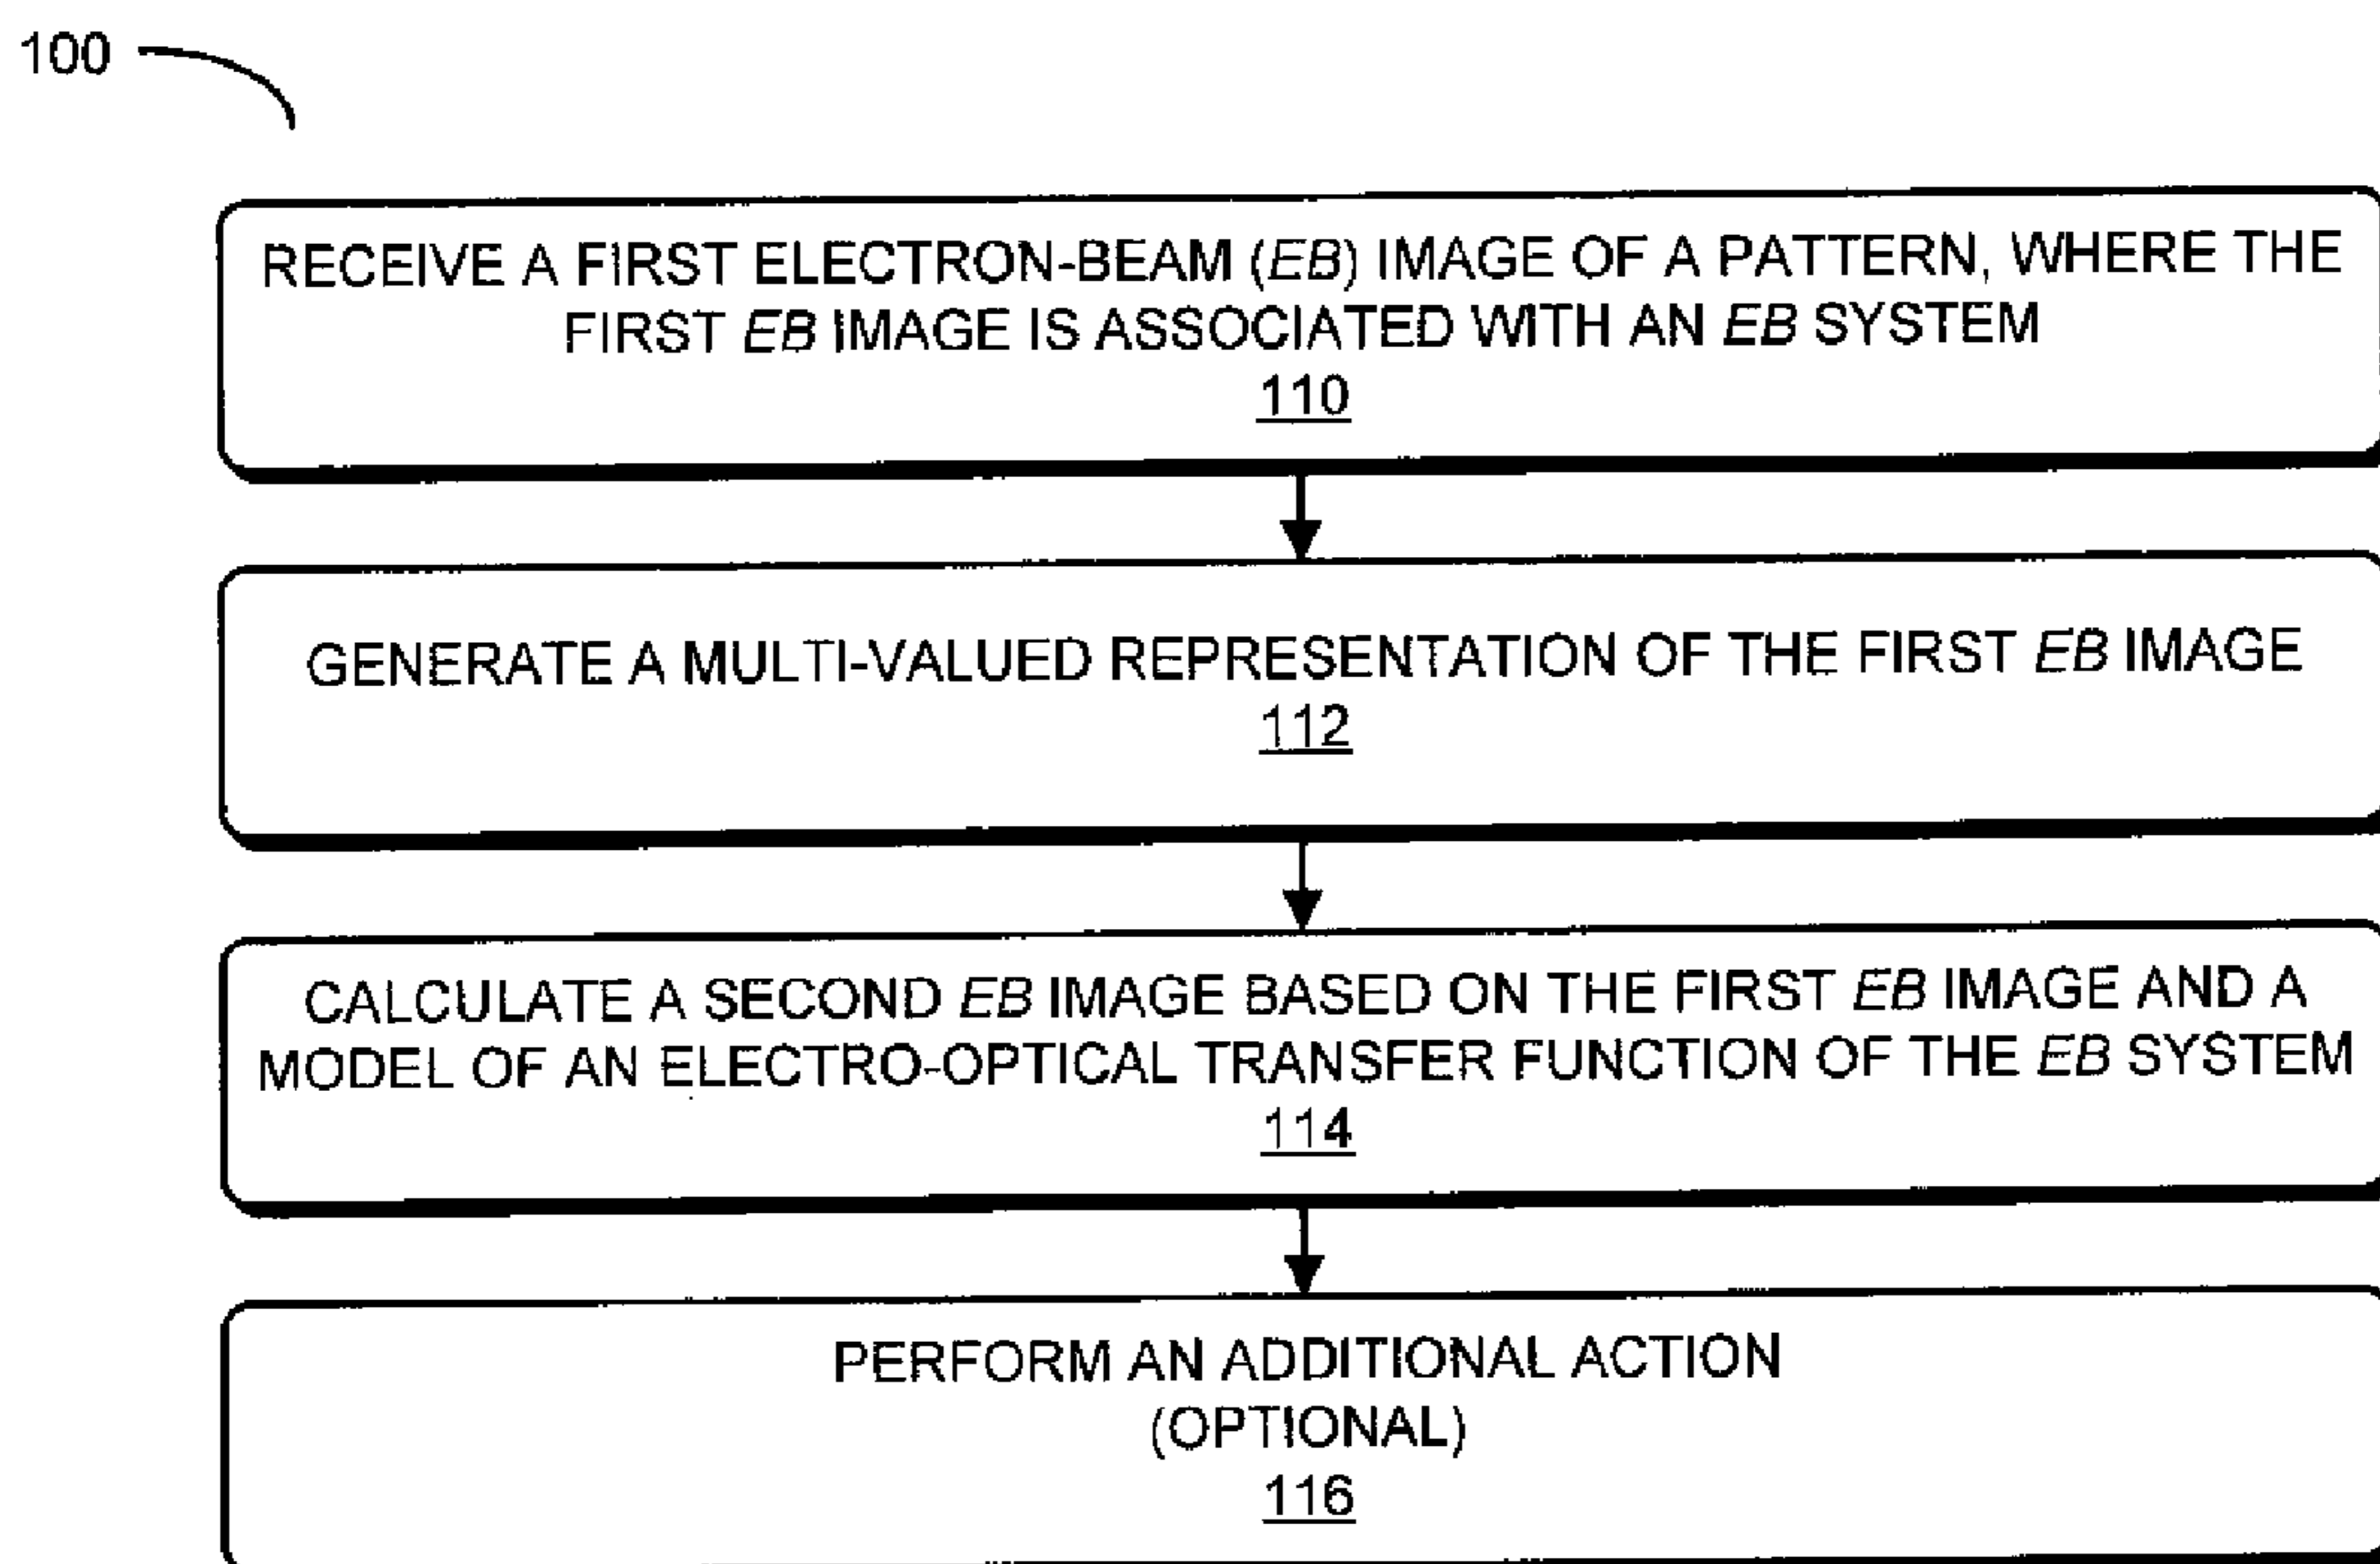 100
RECEIVE A FIRST ELECTRON-BEAM (EB) IMAGE OF A PATTERN, WHERE THE
FIRST EB IMAGE IS ASSOCIATED WITH AN EB SYSTEM
110
GENERATE A MULTI-VALUED REPRESENTATION OF THE FIRST EB IMAGE
112
CALCULATE A SECOND EB IMAGE BASED ON THE FIRST EB IMAGE AND A
MODEL OF AN ELECTRO-OPTICAL TRANSFER FUNCTION OF THE EB SYSTEM
114
PERFORM AN ADDITIONAL ACTION
(OPTIONAL)
116